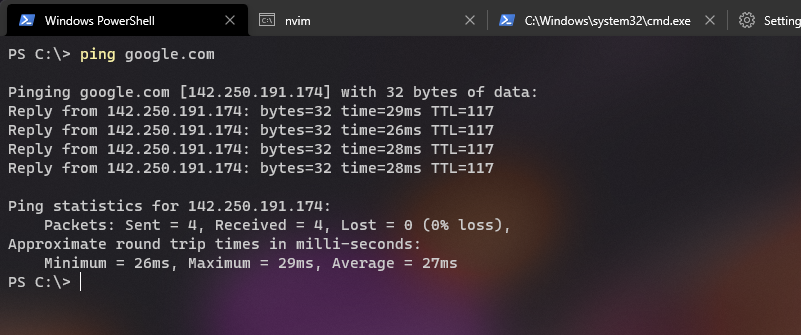 Windows PowerShell
nvim
C:\Windows\system32\cmd.exe
Setting
PS C:\> ping google.com
Pinging google.com [142.250.191.174] with 32 bytes of data:
Reply from 142.250.191.174: bytes=32 time=29ms TTL=117
Reply from 142.250.191.174: bytes=32 time=26ms TTL=117
Reply from 142.250.191.174: bytes=32 time=28ms TTL=117
Reply from 142.250.191.174: bytes=32 time=28ms TTL=117
Ping statistics for 142.250.191.174:
    Packets: Sent = 4, Received = 4, Lost = 0 (0% loss),
Approximate round trip times in milli-seconds:
    Minimum = 26ms, Maximum = 29ms, Average = 27ms
PS C:\>